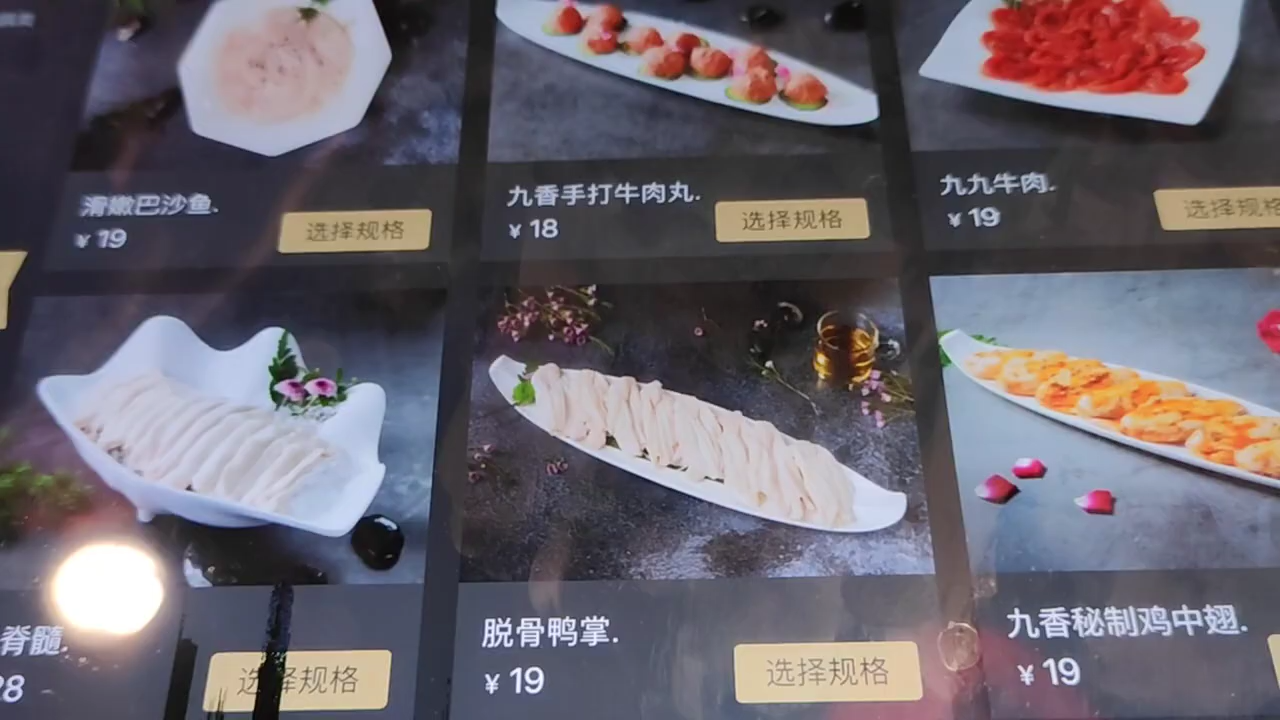 滑嫩巴沙鱼.
¥ 19
选择规格
九香手打牛肉丸.
¥ 18
选择规格
九九牛肉.
¥ 19
选择规格
脊髓.
28
选择规格
脱骨鸭掌.
¥ 19
选择规格
九香秘制鸡中翅.
¥ 19